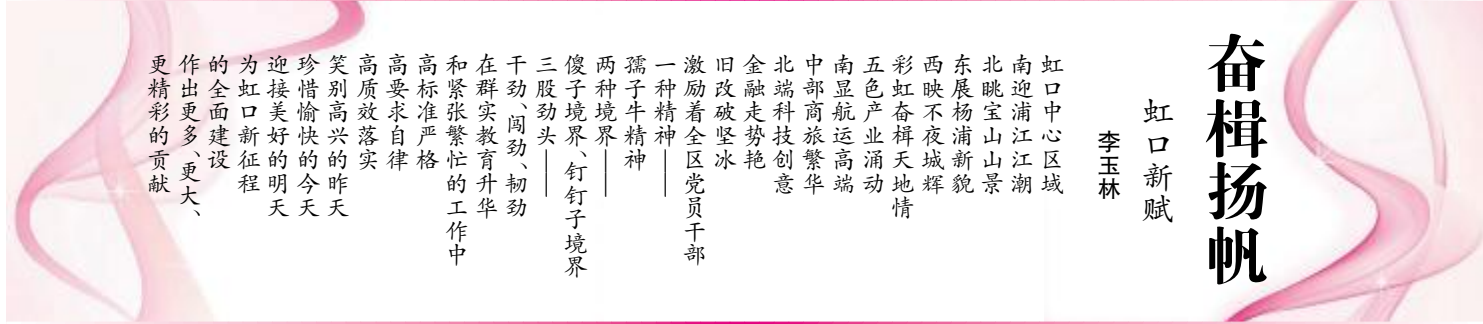 奋楫扬帆
虹口新赋
李玉林
虹口中心区域
南迎浦江江潮
北眺宝山山景
东展杨浦新貌
西映不夜城辉
彩虹奋楫天地情
五色产业涌动
南显航运高端
中部商旅繁华
北端科技创意
金融走势艳
旧改破坚冰
激励着全区党员干部
一种精神——
孺子牛精神
两种境界——
傻子境界、钉钉子境界
三股劲头——
干劲、闯劲、韧劲
在群实教育升华
和紧张繁忙的工作中
高标准严格
高要求自律
高质效落实
笑别高兴的昨天
珍惜愉快的今天
迎接美好的明天
为虹口新征程
的全面建设
作出更多、更大、
更精彩的贡献